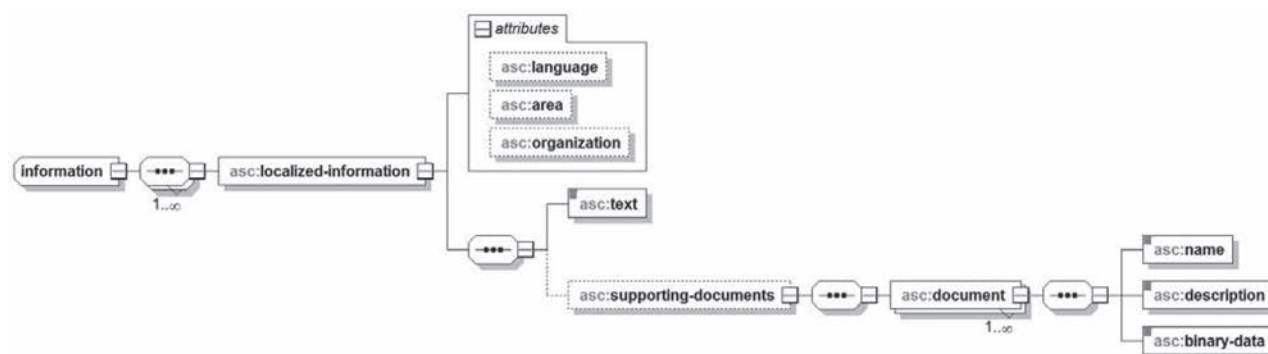 attributes
asc:language
asc:area
asc:organization
information
asc:localized-information
1..∞
asc:text
asc:name
asc:supporting-documents
asc:document
asc:description
1..∞
asc:binary-data